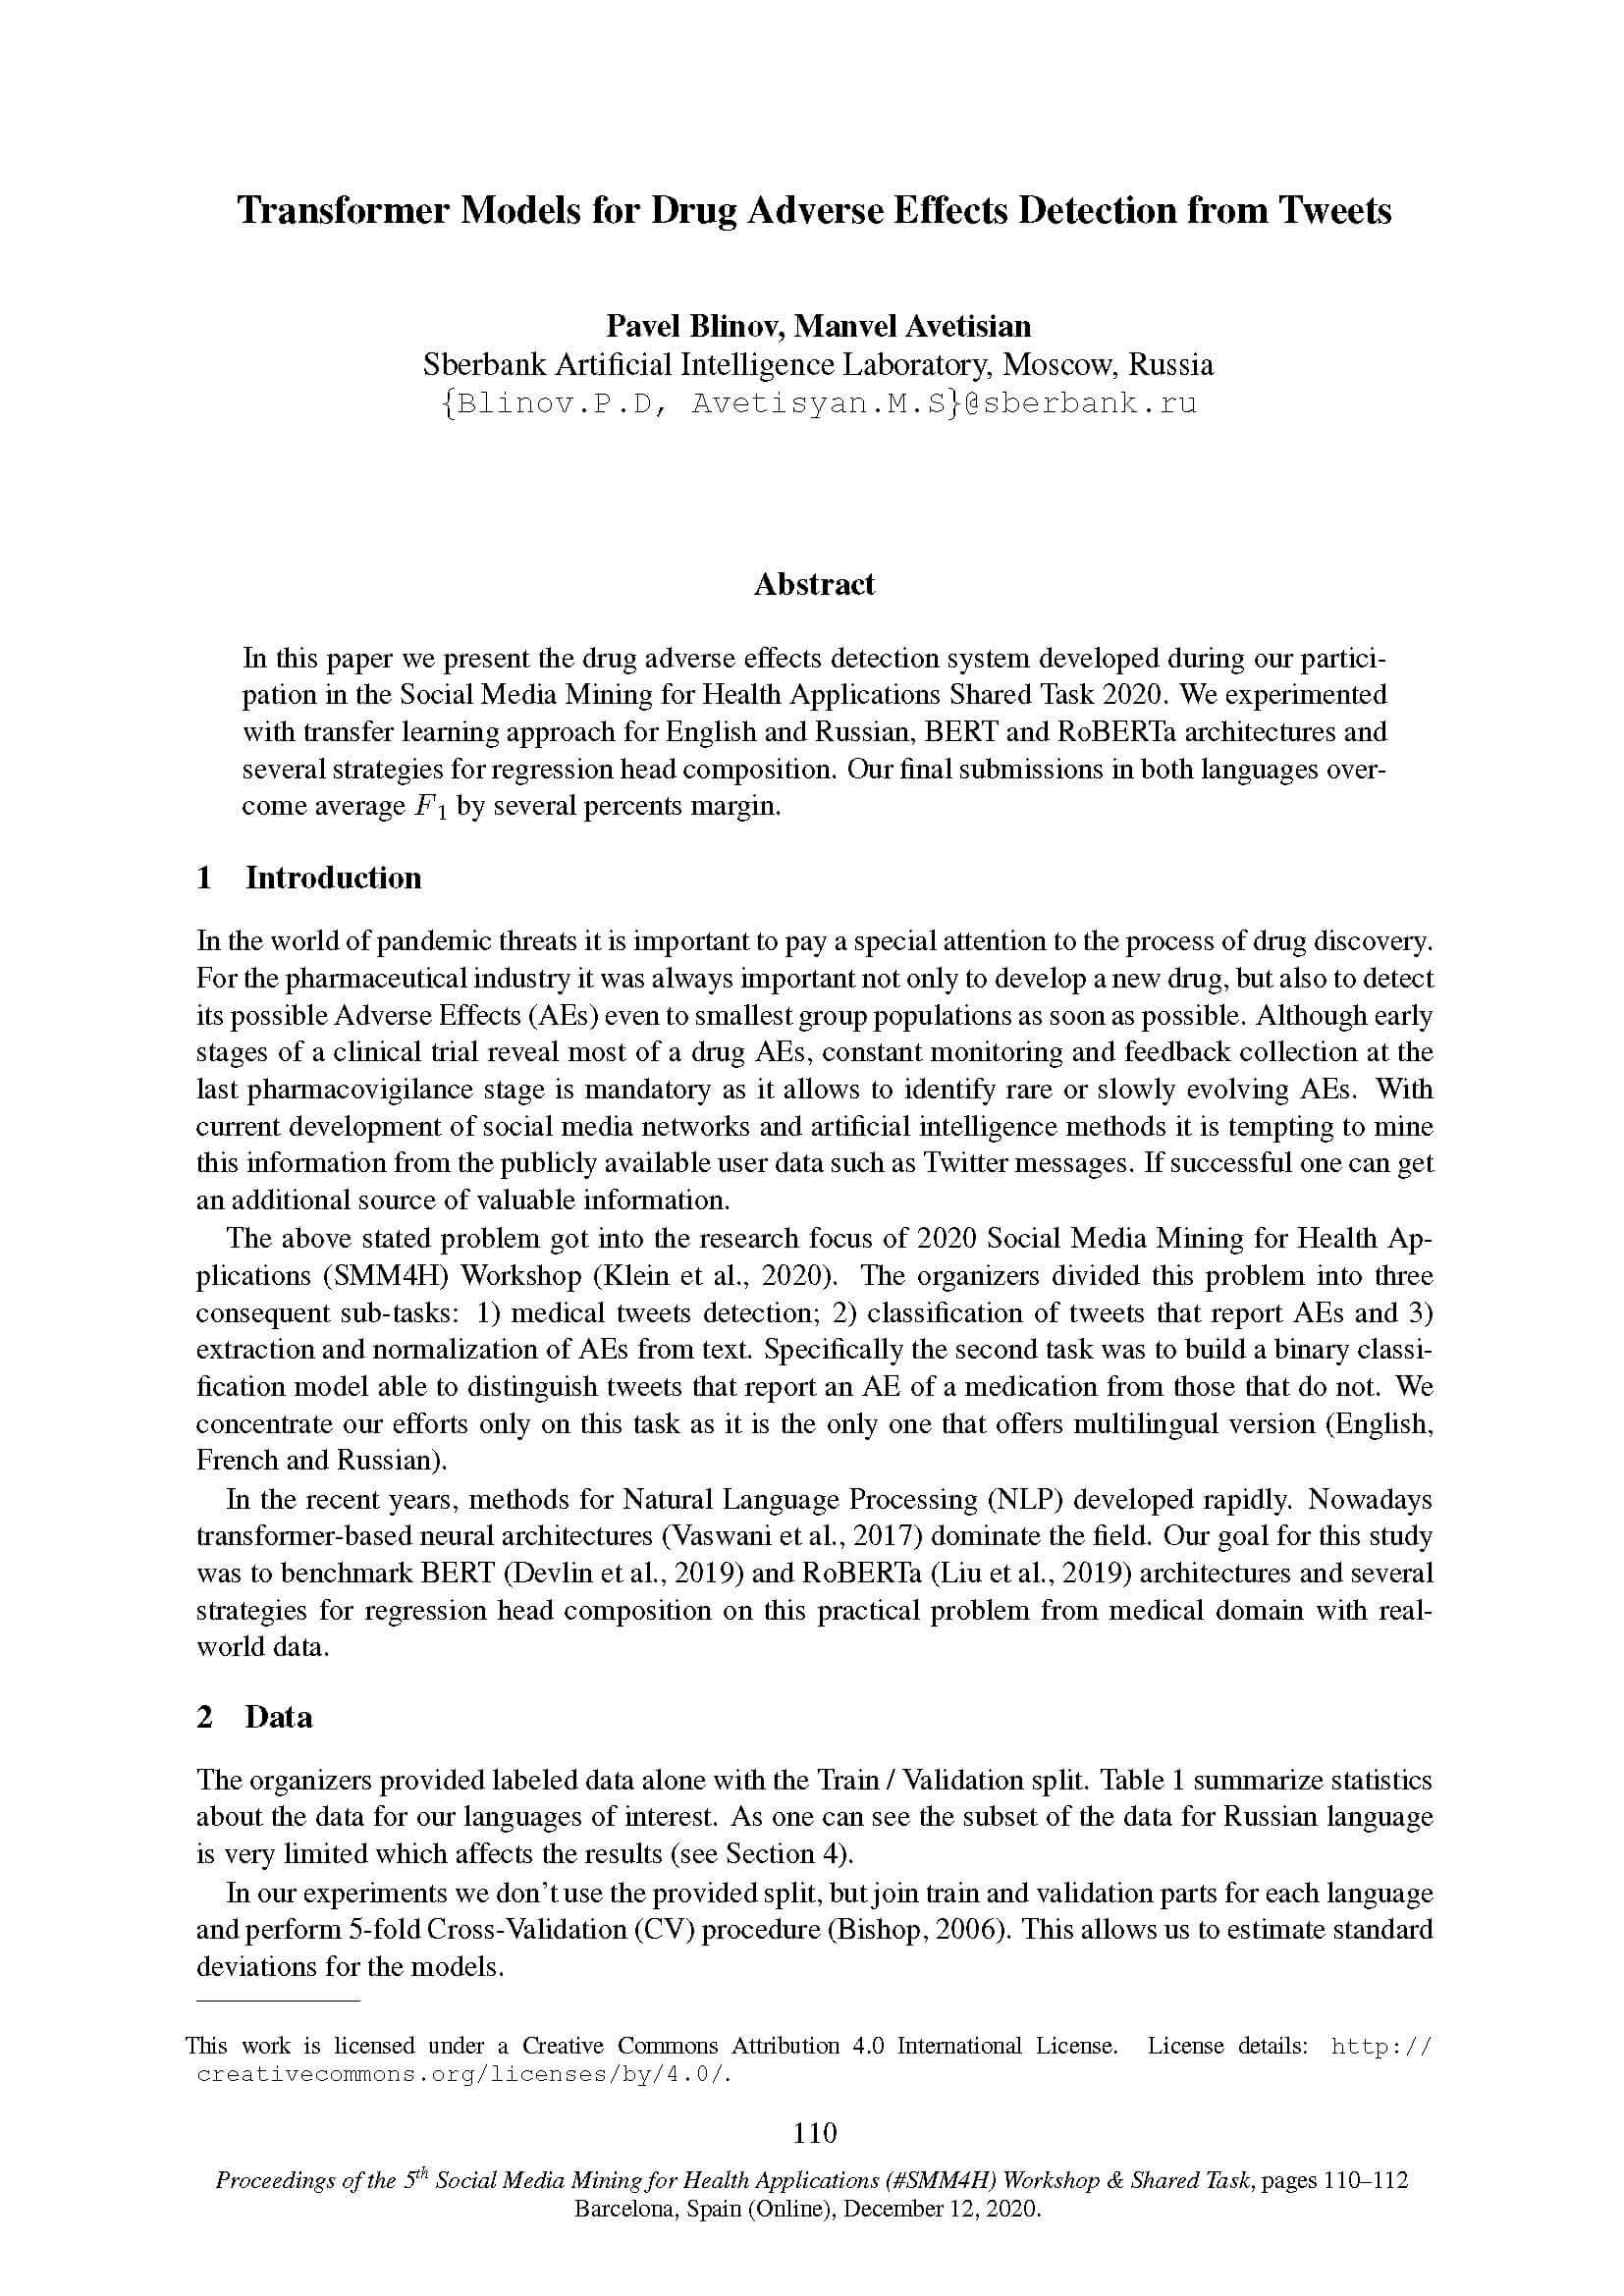 Transformer Models for Drug Adverse Effects Detection from Tweets
Pavel Blinov, Manvel Avetisian
Sberbank Artificial Intelligence Laboratory, Moscow, Russia
{Blinov.P.D, Avetisyan.M.S}@sberbank.ru
Abstract
In this paper we present the drug adverse effects detection system developed during our partici-
pation in the Social Media Mining for Health Applications Shared Task 2020. We experimented
with transfer learning approach for English and Russian, BERT and RoBERTa architectures and
several strategies for regression head composition. Our final submissions in both languages over-
come average F1 by several percents margin.
1 Introduction
In the world of pandemic threats it is important to pay a special attention to the process of drug discovery.
For the pharmaceutical industry it was always important not only to develop a new drug, but also to detect
its possible Adverse Effects (AEs) even to smallest group populations as soon as possible. Although early
stages of a clinical trial reveal most of a drug AEs, constant monitoring and feedback collection at the
last pharmacovigilance stage is mandatory as it allows to identify rare or slowly evolving AEs. With
current development of social media networks and artificial intelligence methods it is tempting to mine
this information from the publicly available user data such as Twitter messages. If successful one can get
an additional source of valuable information.
The above stated problem got into the research focus of 2020 Social Media Mining for Health Ap-
plications (SMM4H) Workshop (Klein et al., 2020). The organizers divided this problem into three
consequent sub-tasks: 1) medical tweets detection; 2) classification of tweets that report AEs and 3)
extraction and normalization of AEs from text. Specifically the second task was to build a binary classi-
fication model able to distinguish tweets that report an AE of a medication from those that do not. We
concentrate our efforts only on this task as it is the only one that offers multilingual version (English,
French and Russian).
In the recent years, methods for Natural Language Processing (NLP) developed rapidly. Nowadays
transformer-based neural architectures (Vaswani et al., 2017) dominate the field. Our goal for this study
was to benchmark BERT (Devlin et al., 2019) and RoBERTa (Liu et al., 2019) architectures and several
strategies for regression head composition on this practical problem from medical domain with real-
world data.
2 Data
The organizers provided labeled data alone with the Train / Validation split. Table 1 summarize statistics
about the data for our languages of interest. As one can see the subset of the data for Russian language
is very limited which affects the results (see Section 4).
In our experiments we don't use the provided split, but join train and validation parts for each language
and perform 5-fold Cross-Validation (CV) procedure (Bishop, 2006). This allows us to estimate standard
deviations for the models.
This work is licensed under a Creative Commons Attribution 4.0 International License. License details: http://
creativecommons.org/licenses/by/4.0/.
110
Proceedings of the 5th Social Media Mining for Health Applications (#SMM4H) Workshop & Shared Task, pages 110–112
Barcelona, Spain (Online), December 12, 2020.